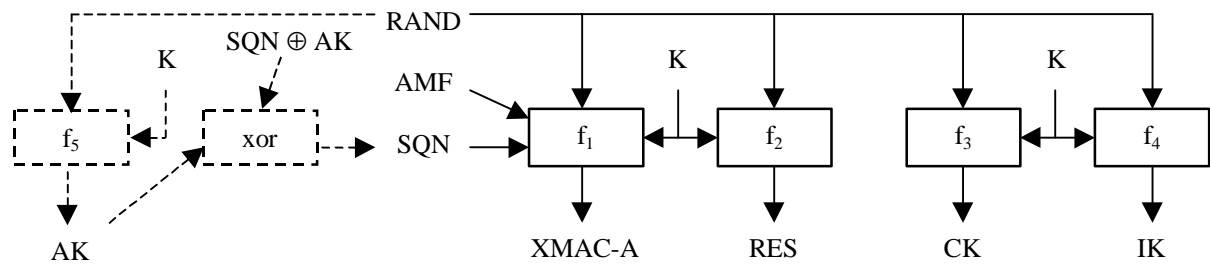 RAND
SQN ⊕ AK
K
K
K
AMF
f₅
xor
SQN
f₁
f₂
f₃
f₄
AK
XMAC-A
RES
CK
IK